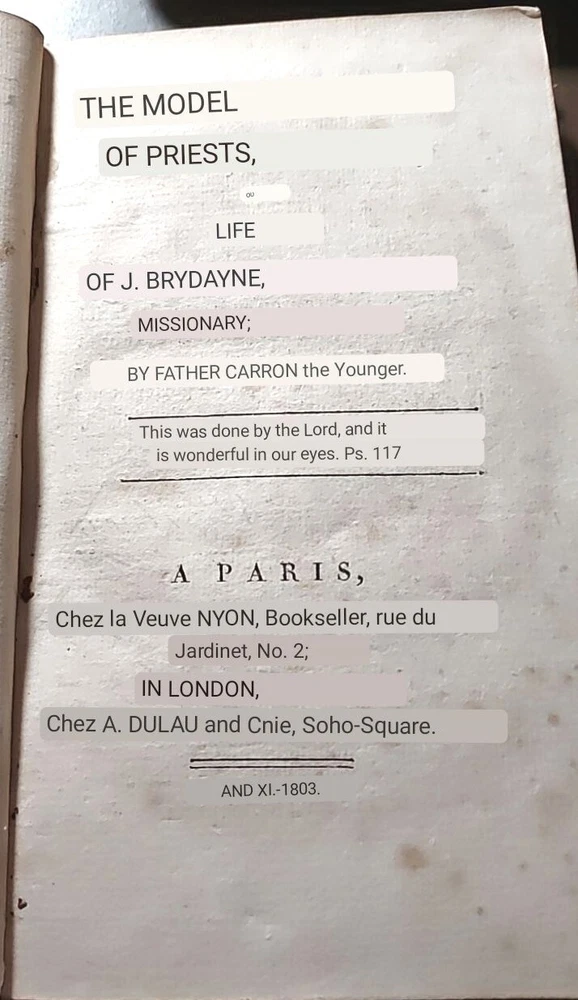 THE MODEL
OF PRIESTS,
ou
LIFE
OF J. BRYDAYNE,
MISSIONARY;
BY FATHER CARRON the Younger.
This was done by the Lord, and it
is wonderful in our eyes. Ps. 117
A PARIS,
Chez la Veuve NYON, Bookseller, rue du
Jardinet, No. 2;
IN LONDON,
Chez A. DULAU and Cnie, Soho-Square.
AND XI.-1803.